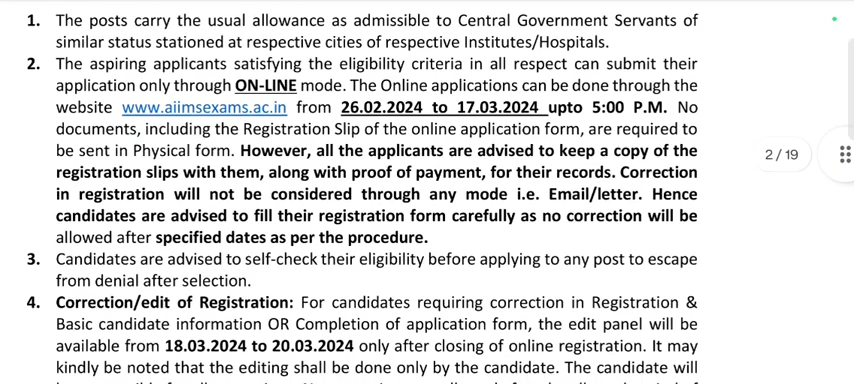 1. The posts carry the usual allowance as admissible to Central Government Servants of
similar status stationed at respective cities of respective Institutes/Hospitals.
2. The aspiring applicants satisfying the eligibility criteria in all respect can submit their
application only through ON-LINE mode. The Online applications can be done through the
website www.aiimsexams.ac.in from 26.02.2024 to 17.03.2024 upto 5:00 P.M. No
documents, including the Registration Slip of the online application form, are required to
be sent in Physical form. However, all the applicants are advised to keep a copy of the
registration slips with them, along with proof of payment, for their records. Correction
in registration will not be considered through any mode i.e. Email/letter. Hence
candidates are advised to fill their registration form carefully as no correction will be
allowed after specified dates as per the procedure.
3. Candidates are advised to self-check their eligibility before applying to any post to escape
from denial after selection.
4. Correction/edit of Registration: For candidates requiring correction in Registration &
Basic candidate information OR Completion of application form, the edit panel will be
available from 18.03.2024 to 20.03.2024 only after closing of online registration. It may
kindly be noted that the editing shall be done only by the candidate. The candidate will
2 / 19